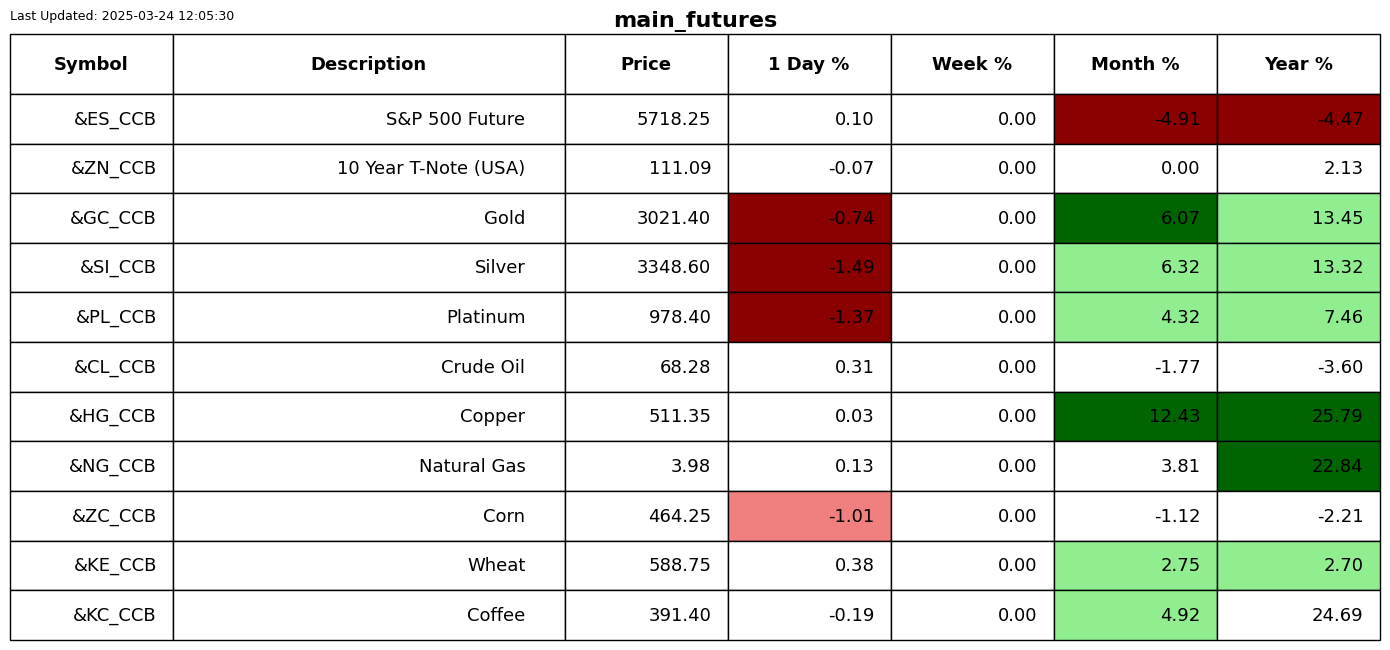 Last Updated: 2025-03-24 12:05:30
main_futures
Symbol Description Price 1 Day % Week % Month % Year %
&ES_CCB S&P 500 Future 5718.25 0.10 0.00 -4.91 -4.47
&ZN_CCB 10 Year T-Note (USA) 111.09 -0.07 0.00 0.00 2.13
&GC_CCB Gold 3021.40 -0.74 0.00 6.07 13.45
&SI_CCB Silver 3348.60 -1.49 0.00 6.32 13.32
&PL_CCB Platinum 978.40 -1.37 0.00 4.32 7.46
&CL_CCB Crude Oil 68.28 0.31 0.00 -1.77 -3.60
&HG_CCB Copper 511.35 0.03 0.00 12.43 25.79
&NG_CCB Natural Gas 3.98 0.13 0.00 3.81 22.84
&ZC_CCB Corn 464.25 -1.01 0.00 -1.12 -2.21
&KE_CCB Wheat 588.75 0.38 0.00 2.75 2.70
&KC_CCB Coffee 391.40 -0.19 0.00 4.92 24.69